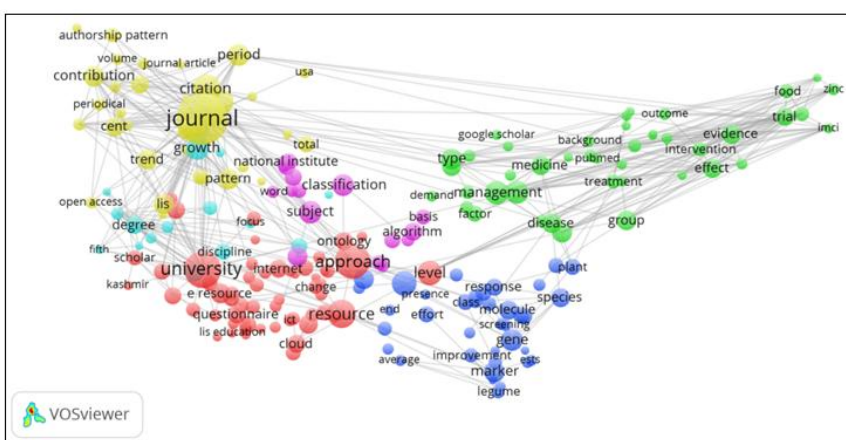 authorship pattern
volume
journal article
period
contribution
usa
periodical
citation
journal
cent
growth
total
trend
national institute
pattern
word
classification
open access
lis
subject
degree
focus
fifth
discipline
ontology
basis
algorithm
scholar
university
internet
approach
level
kashmir
e resource
change
questionnaire
ict
resource
lis education
cloud
food
zinc
outcome
trial
imci
google scholar
background
evidence
type
medicine
pubmed
intervention
effect
management
treatment
demand
factor
disease
group
plant
response
presence
class
species
end
effort
molecule
screening
gene
average
improvement
ests
marker
legume
VOSviewer